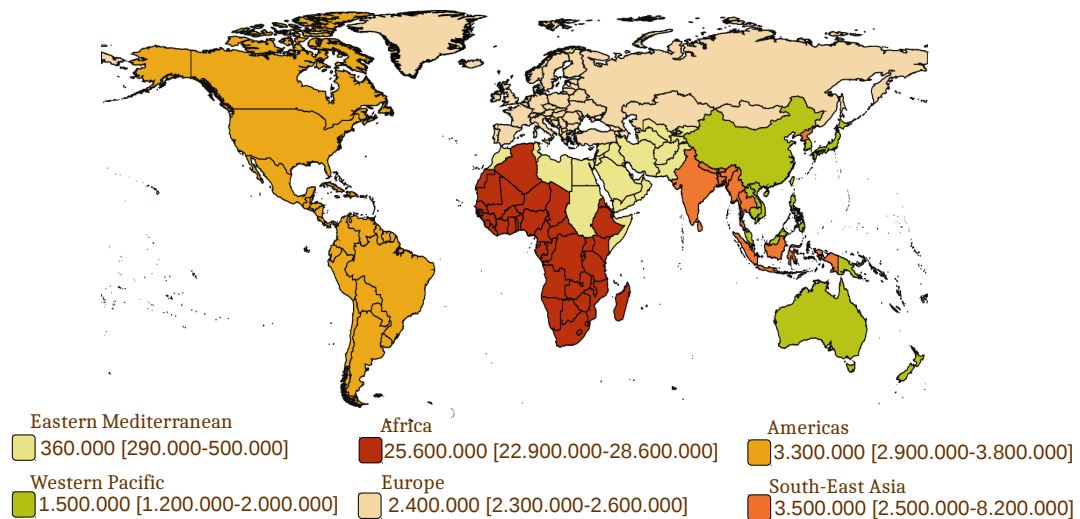 Eastern Mediterranean
360.000 [290.000-500.000]
Africa
25.600.000 [22.900.000-28.600.000]
Americas
3.300.000 [2.900.000-3.800.000]
Western Pacific
1.500.000 [1.200.000-2.000.000]
Europe
2.400.000 [2.300.000-2.600.000]
South-East Asia
3.500.000 [2.500.000-8.200.000]